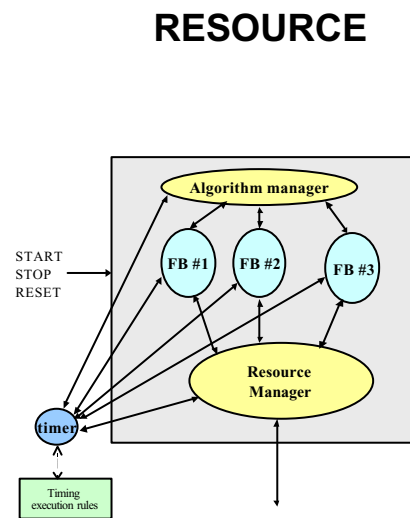 RESOURCE
Algorithm manager
FB #1
FB #2
FB #3
START
STOP
RESET
Resource
Manager
timer
Timing
execution rules